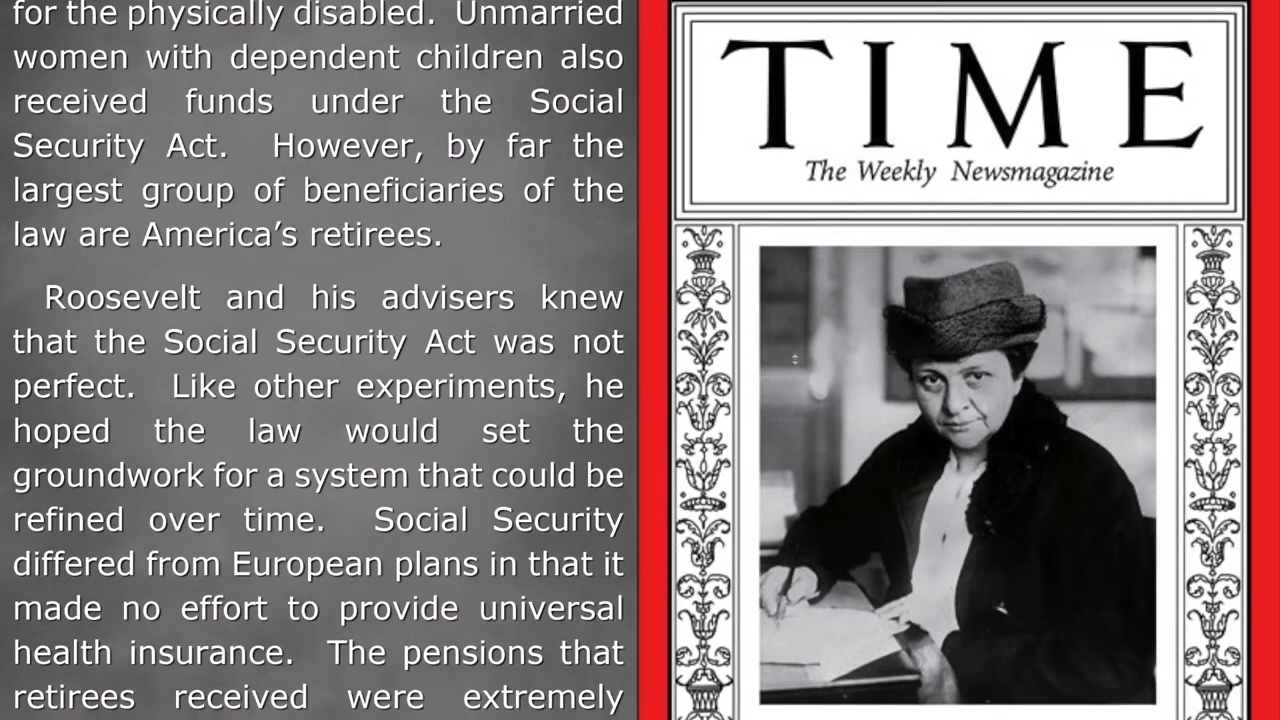 for the physically disabled.  Unmarried
women with dependent children also
received funds under the Social
Security Act.  However, by far the
largest group of beneficiaries of the
law are America’s retirees.
Roosevelt and his advisers knew
that the Social Security Act was not
perfect.  Like other experiments, he
hoped the law would set the
groundwork for a system that could be
refined over time.  Social Security
differed from European plans in that it
made no effort to provide universal
health insurance.  The pensions that
retirees received were extremely
TIME
The Weekly Newsmagazine